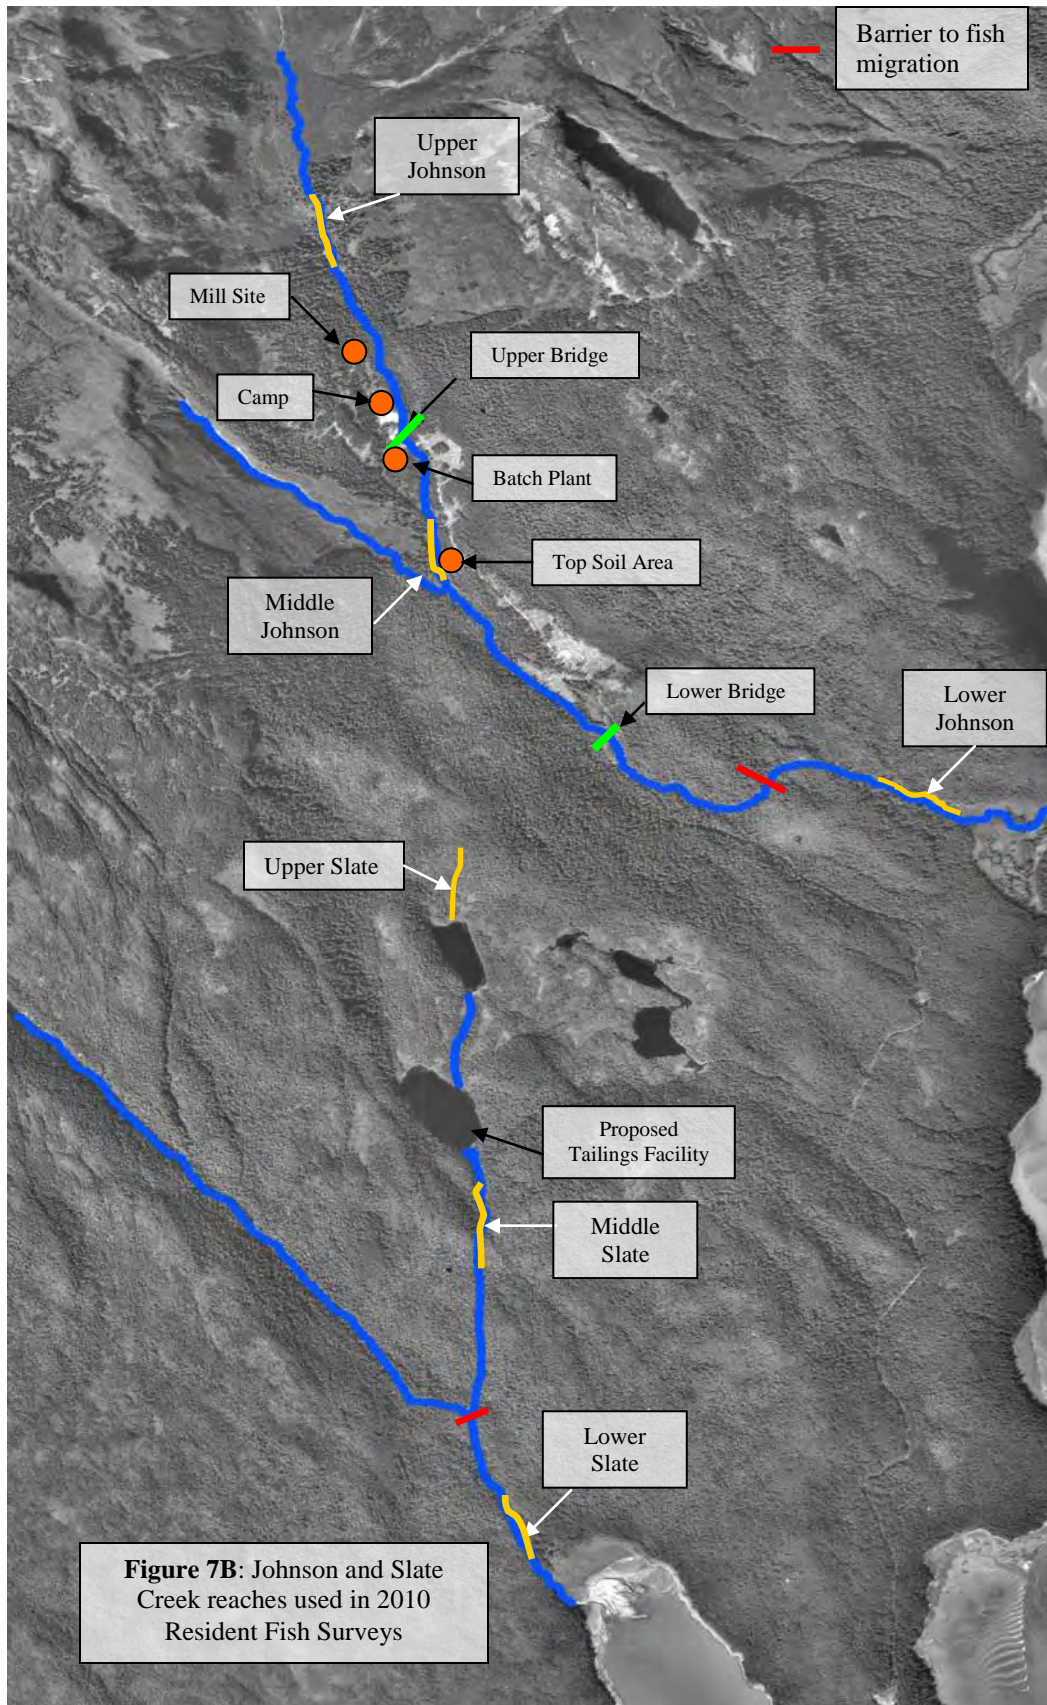 Barrier to fish
migration
Upper
Johnson
Mill Site
Upper Bridge
Camp
Batch Plant
Top Soil Area
Middle
Johnson
Lower Bridge
Lower
Johnson
Upper Slate
Proposed
Tailings Facility
Middle
Slate
Lower
Slate
Figure 7B: Johnson and Slate
Creek reaches used in 2010
Resident Fish Surveys